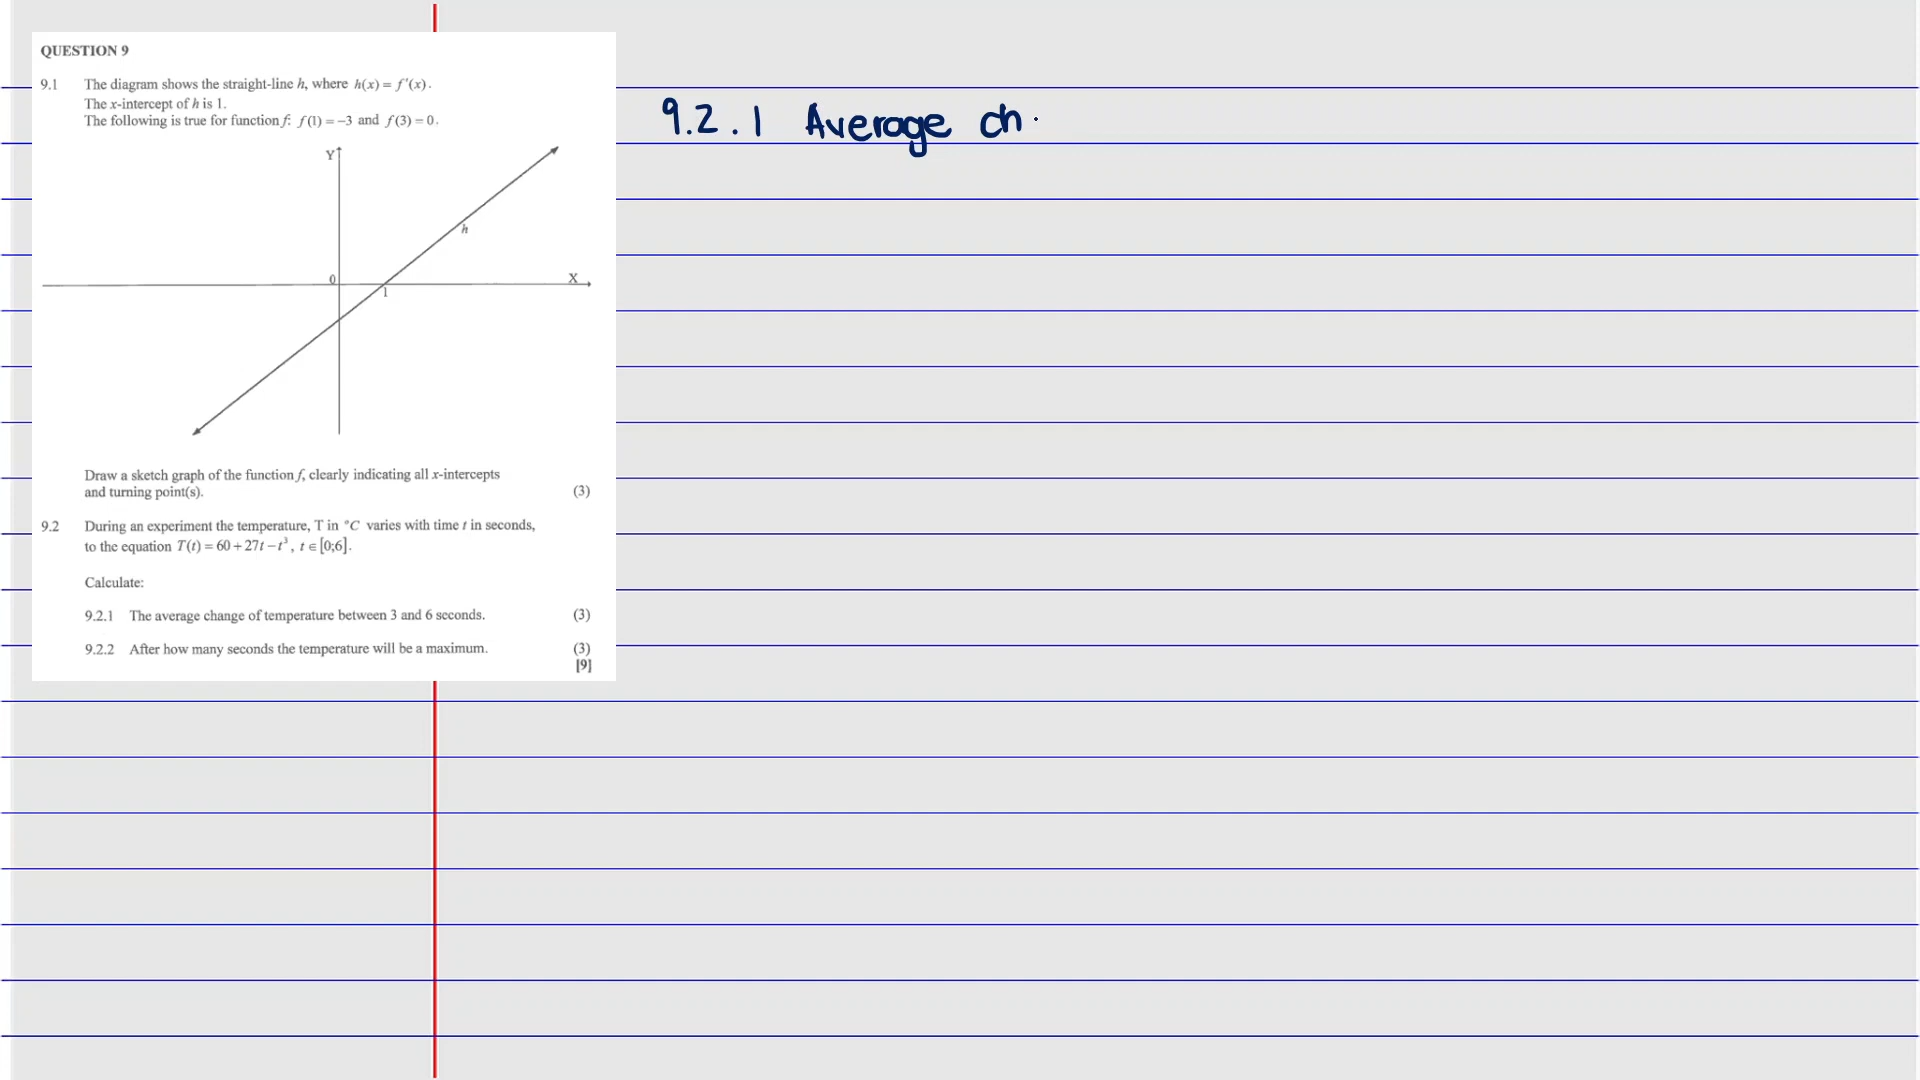 QUESTION 9
9.1 The diagram shows the straight-line h, where h(x) = f'(x).
The x-intercept of h is 1.
The following is true for function f: f(1) = −3 and f(3) = 0.
Y
h
0
X
1
Draw a sketch graph of the function f, clearly indicating all x-intercepts
and turning point(s). (3)
9.2 During an experiment the temperature, T in °C varies with time t in seconds,
to the equation T(t) = 60 + 27t − t³, t ∈ [0;6].
Calculate:
9.2.1 The average change of temperature between 3 and 6 seconds. (3)
9.2.2 After how many seconds the temperature will be a maximum. (3)
[9]
9.2.1 Average ch